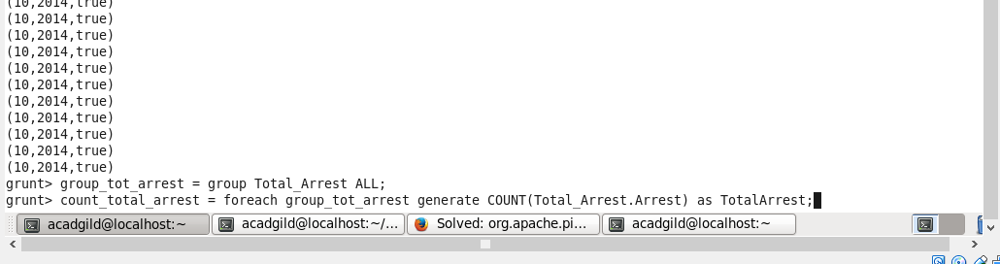 (10,2014,true)
(10,2014,true)
(10,2014,true)
(10,2014,true)
(10,2014,true)
(10,2014,true)
(10,2014,true)
(10,2014,true)
(10,2014,true)
(10,2014,true)
(10,2014,true)
grunt> group_tot_arrest = group Total_Arrest ALL;
grunt> count_total_arrest = foreach group_tot_arrest generate COUNT(Total_Arrest.Arrest) as TotalArrest;
acadgild@localhost:~ acadgild@localhost:~/... Solved: org.apache.pi... acadgild@localhost:~